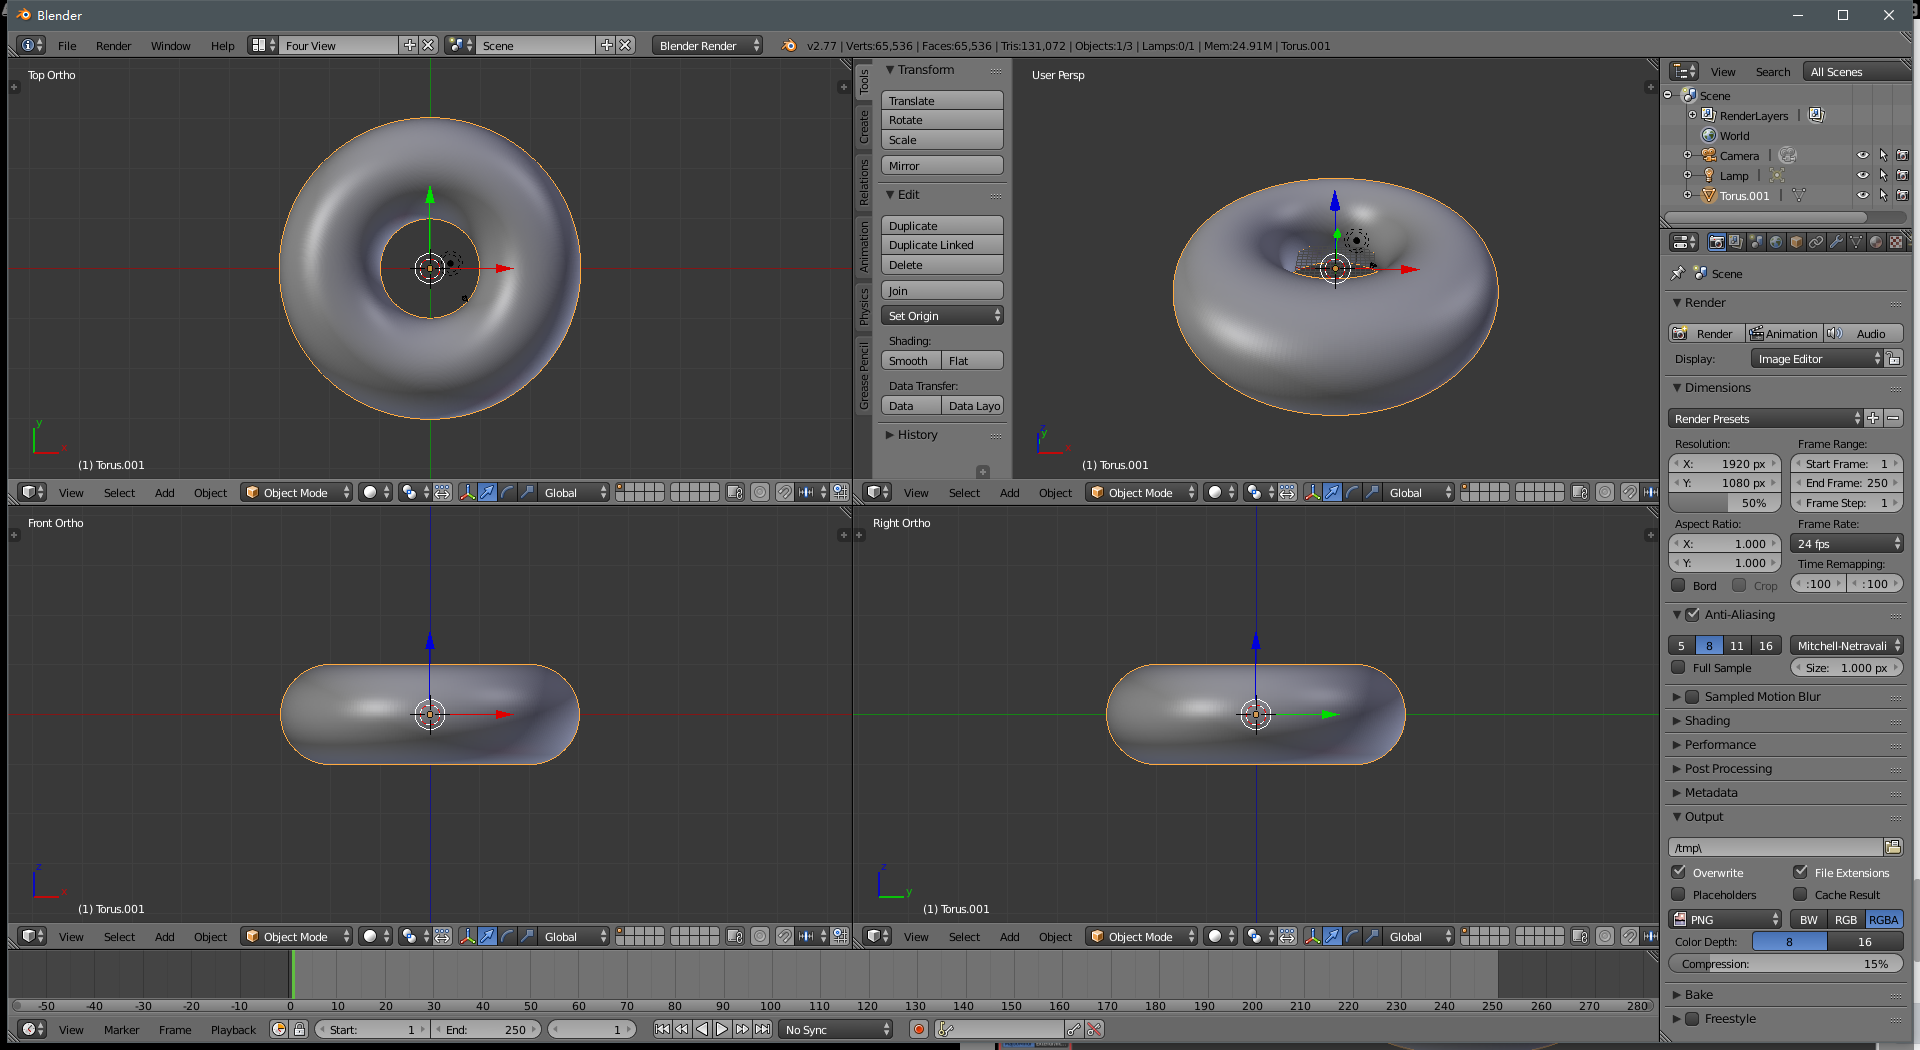 Blender
File Render Window Help Four View Scene Blender Render v2.77 | Verts:65,536 | Faces:65,536 | Tris:131,072 | Objects:1/3 | Lamps:0/1 | Mem:24.91M | Torus.001
Top Ortho
y
x
(1) Torus.001
View Select Add Object Object Mode Global
Tools
Create
Relations
Animation
Physics
Grease Pencil
Transform
Translate
Rotate
Scale
Mirror
Edit
Duplicate
Duplicate Linked
Delete
Join
Set Origin
Shading:
Smooth Flat
Data Transfer:
Data Data Layo
History
User Persp
(1) Torus.001
View Select Add Object Object Mode Global
Front Ortho
z
x
(1) Torus.001
View Select Add Object Object Mode Global
Right Ortho
z
y
(1) Torus.001
View Select Add Object Object Mode Global
-50 -40 -30 -20 -10 0 10 20 30 40 50 60 70 80 90 100 110 120 130 140 150 160 170 180 190 200 210 220 230 240 250 260 270 280
View Marker Frame Playback Start: 1 End: 250 1 No Sync
View Search All Scenes
Scene
RenderLayers |
World
Camera |
Lamp |
Torus.001 |
Scene
Render
Render Animation Audio
Display: Image Editor
Dimensions
Render Presets
Resolution: Frame Range:
X: 1920 px Start Frame: 1
Y: 1080 px End Frame: 250
50% Frame Step: 1
Aspect Ratio: Frame Rate:
X: 1.000 24 fps
Y: 1.000 Time Remapping:
Bord Crop :100 :100
Anti-Aliasing
5 8 11 16 Mitchell-Netravali
Full Sample Size: 1.000 px
Sampled Motion Blur
Shading
Performance
Post Processing
Metadata
Output
/tmp\
Overwrite File Extensions
Placeholders Cache Result
PNG BW RGB RGBA
Color Depth: 8 16
Compression: 15%
Bake
Freestyle